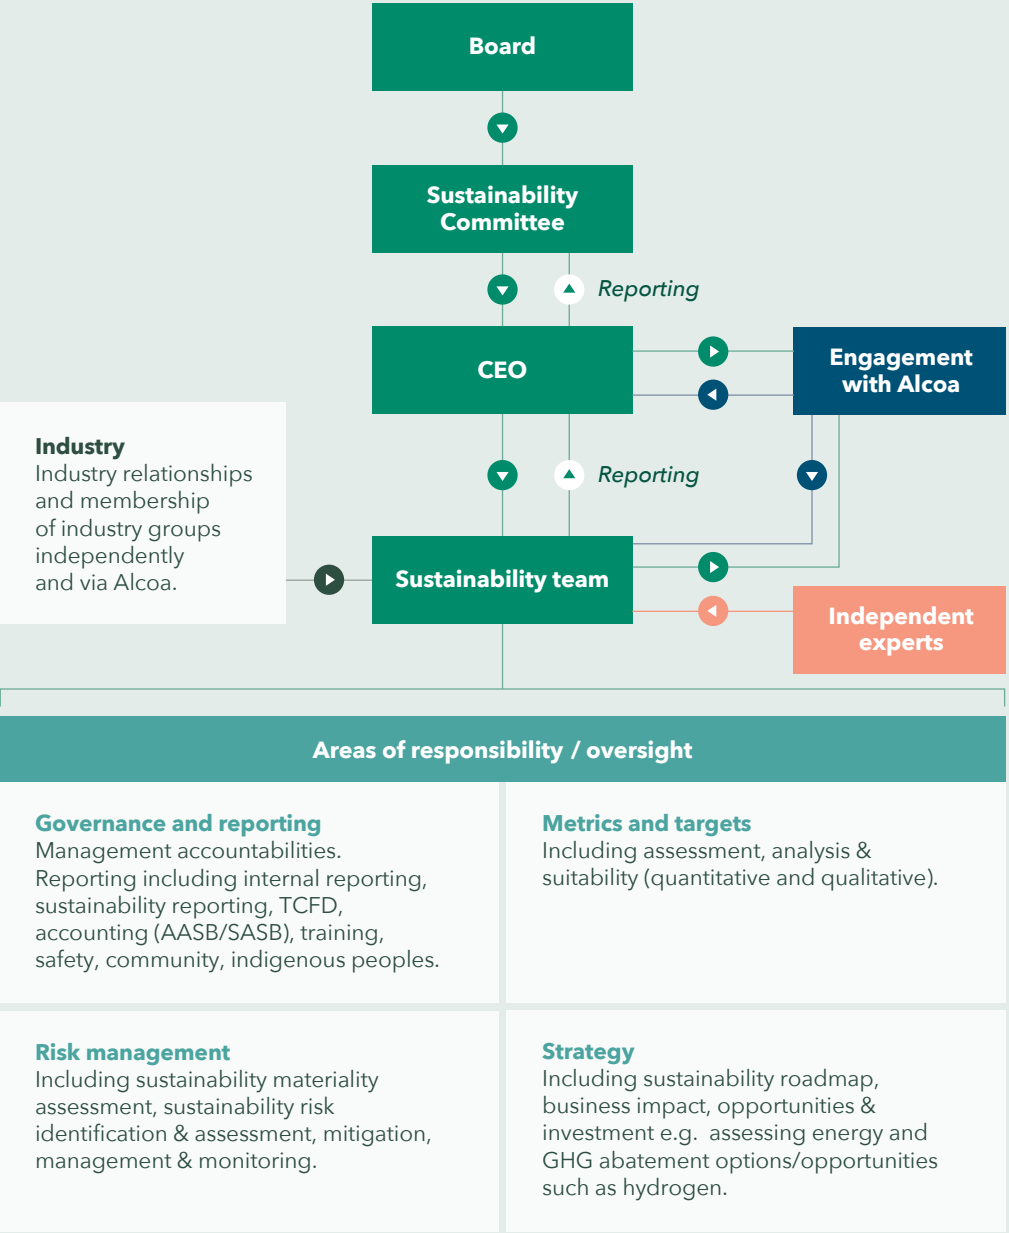 Board
Sustainability
Committee
Reporting
CEO
Engagement
with Alcoa
Industry
Industry relationships
and membership
of industry groups
independently
and via Alcoa.
Reporting
Sustainability team
Independent
experts
Areas of responsibility / oversight
Governance and reporting
Management accountabilities.
Reporting including internal reporting,
sustainability reporting, TCFD,
accounting (AASB/SASB), training,
safety, community, indigenous peoples.
Metrics and targets
Including assessment, analysis &
suitability (quantitative and qualitative).
Risk management
Including sustainability materiality
assessment, sustainability risk
identification & assessment, mitigation,
management & monitoring.
Strategy
Including sustainability roadmap,
business impact, opportunities &
investment e.g. assessing energy and
GHG abatement options/opportunities
such as hydrogen.